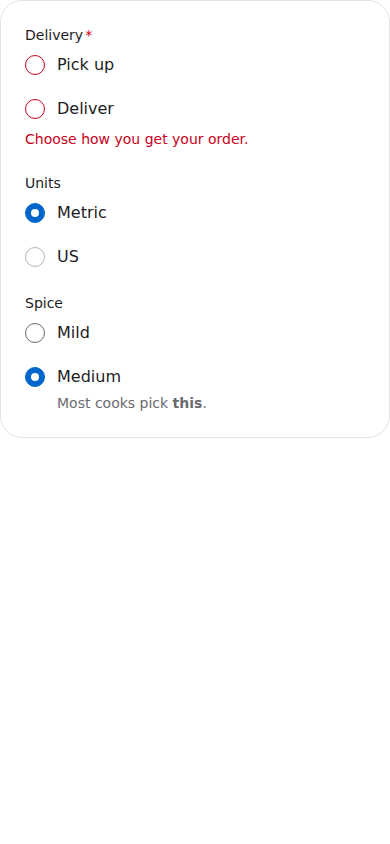 Delivery*
Pick up
Deliver
Choose how you get your order.
Units
Metric
US
Spice
Mild
Medium
Most cooks pick this.